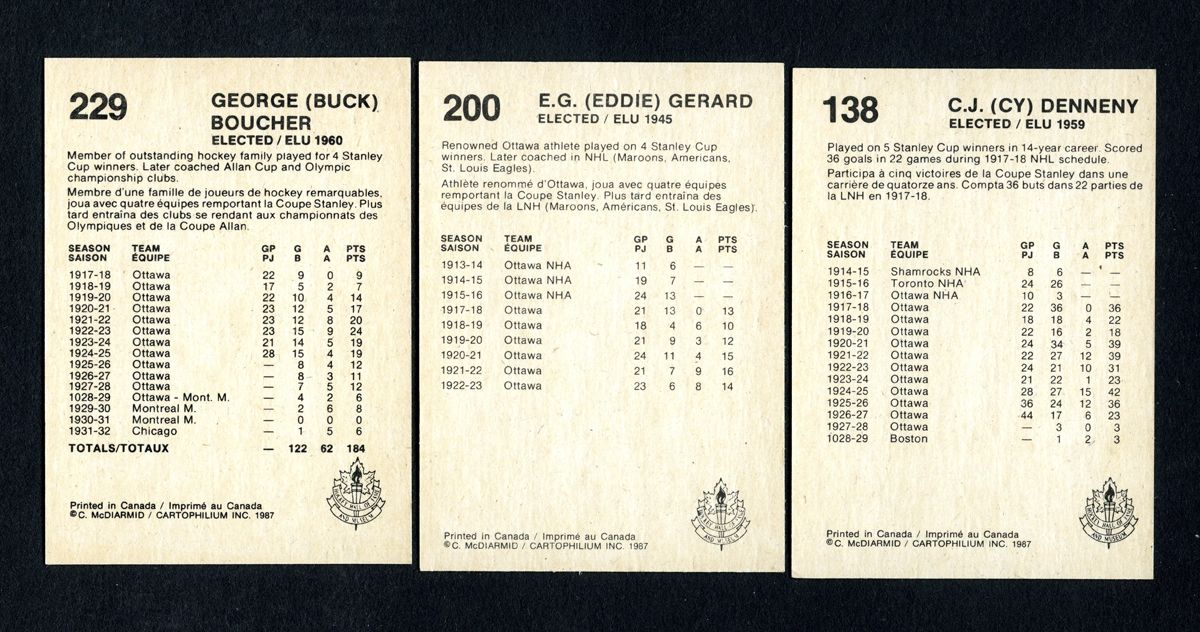 229
GEORGE (BUCK)
BOUCHER
ELECTED / ELU 1960
Member of outstanding hockey family played for 4 Stanley
Cup winners. Later coached Allan Cup and Olympic
championship clubs.
Membre d'une famille de joueurs de hockey remarquables,
joua avec quatre équipes remportant la Coupe Stanley. Plus
tard entraîna des clubs se rendant aux championnats des
Olympiques et de la Coupe Allan.
SEASON TEAM GP G A PTS
SAISON ÉQUIPE PJ B A PTS
1917-18 Ottawa 22 9 0 9
1918-19 Ottawa 17 5 2 7
1919-20 Ottawa 22 10 4 14
1920-21 Ottawa 23 12 5 17
1921-22 Ottawa 23 12 8 20
1922-23 Ottawa 23 15 9 24
1923-24 Ottawa 21 14 5 19
1924-25 Ottawa 28 15 4 19
1925-26 Ottawa — 8 4 12
1926-27 Ottawa — 8 3 11
1927-28 Ottawa — 7 5 12
1028-29 Ottawa - Mont. M. — 4 2 6
1929-30 Montreal M. — 2 6 8
1930-31 Montreal M. — 0 0 0
1931-32 Chicago — 1 5 6
TOTALS/TOTAUX — 122 62 184
Printed in Canada / Imprimé au Canada
©C. McDIARMID / CARTOPHILIUM INC. 1987
HOCKEY HALL OF FAME
AND MUSEUM
200
E.G. (EDDIE) GERARD
ELECTED / ELU 1945
Renowned Ottawa athlete played on 4 Stanley Cup
winners. Later coached in NHL (Maroons, Americans,
St. Louis Eagles).
Athlète renommé d'Ottawa, joua avec quatre équipes
remportant la Coupe Stanley. Plus tard entraîna des
équipes de la LNH (Maroons, Américans, St. Louis Eagles).
SEASON TEAM GP G A PTS
SAISON ÉQUIPE PJ B A PTS
1913-14 Ottawa NHA 11 6 — —
1914-15 Ottawa NHA 19 7 — —
1915-16 Ottawa NHA 24 13 — —
1917-18 Ottawa 21 13 0 13
1918-19 Ottawa 18 4 6 10
1919-20 Ottawa 21 9 3 12
1920-21 Ottawa 24 11 4 15
1921-22 Ottawa 21 7 9 16
1922-23 Ottawa 23 6 8 14
Printed in Canada / Imprimé au Canada
©C. McDIARMID / CARTOPHILIUM INC. 1987
HOCKEY HALL OF FAME
AND MUSEUM
138
C.J. (CY) DENNENY
ELECTED / ELU 1959
Played on 5 Stanley Cup winners in 14-year career. Scored
36 goals in 22 games during 1917-18 NHL schedule.
Participa à cinq victoires de la Coupe Stanley dans une
carrière de quatorze ans. Compta 36 buts dans 22 parties de
la LNH en 1917-18.
SEASON TEAM GP G A PTS
SAISON ÉQUIPE PJ B A PTS
1914-15 Shamrocks NHA 8 6 — —
1915-16 Toronto NHA 24 26 — —
1916-17 Ottawa NHA 10 3 — —
1917-18 Ottawa 22 36 0 36
1918-19 Ottawa 18 18 4 22
1919-20 Ottawa 22 16 2 18
1920-21 Ottawa 24 34 5 39
1921-22 Ottawa 22 27 12 39
1922-23 Ottawa 24 21 10 31
1923-24 Ottawa 21 22 1 23
1924-25 Ottawa 28 27 15 42
1925-26 Ottawa 36 24 12 36
1926-27 Ottawa 44 17 6 23
1927-28 Ottawa — 3 0 3
1028-29 Boston — 1 2 3
Printed in Canada / Imprimé au Canada
©C. McDIARMID / CARTOPHILIUM INC. 1987
HOCKEY HALL OF FAME
AND MUSEUM